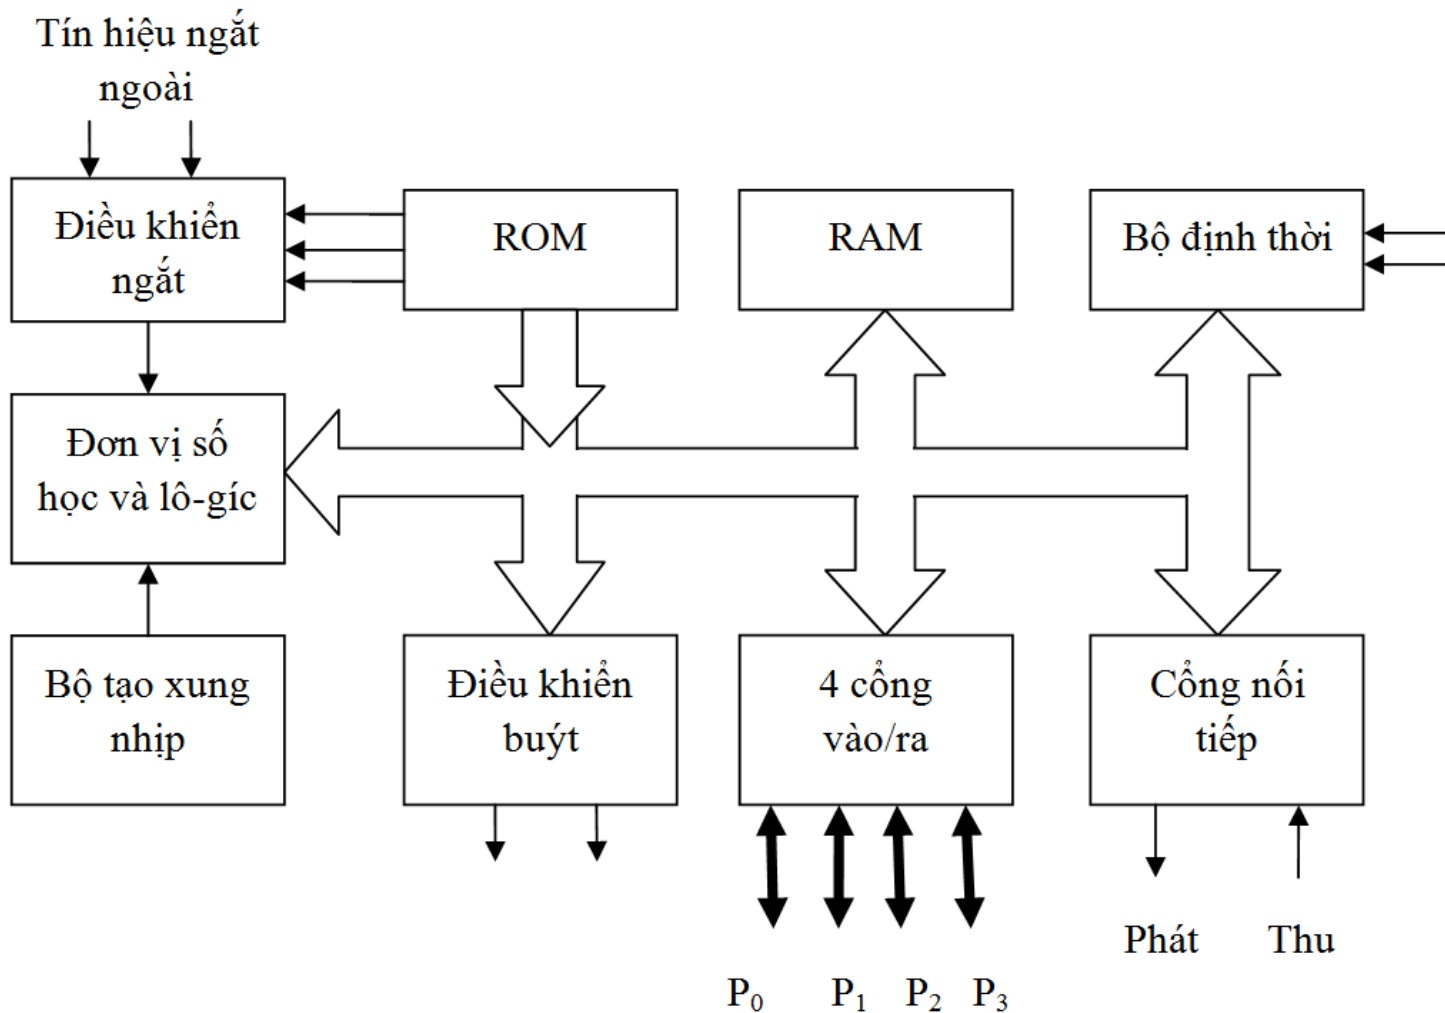 Tín hiệu ngắt
ngoài
Điều khiển
ngắt
ROM
RAM
Bộ định thời
Đơn vị số
học và lô-gíc
Bộ tạo xung
nhịp
Điều khiển
buýt
4 cổng
vào/ra
Cổng nối
tiếp
Phát
Thu
P₀
P₁
P₂
P₃